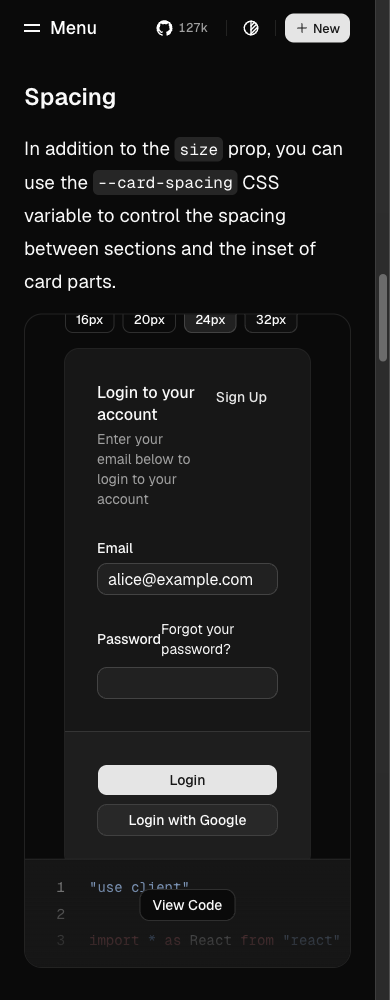 Menu 127k New
Spacing
In addition to the size prop, you can
use the --card-spacing CSS
variable to control the spacing
between sections and the inset of
card parts.
16px 20px 24px 32px
Login to your
account
Sign Up
Enter your
email below to
login to your
account
Email
alice@example.com
Password
Forgot your
password?
Login
Login with Google
1 "use client"
View Code
2
3 import * as React from "react"